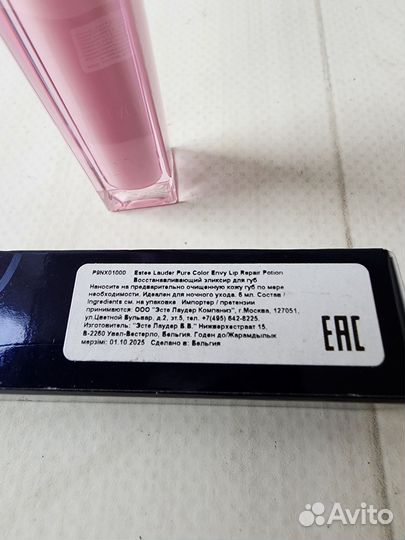 P9NX01000 Estee Lauder Pure Color Envy Lip Repair Potion
Восстанавливающий эликсир для губ
Наносите на предварительно очищенную кожу губ по мере
необходимости. Идеален для ночного ухода. 6 мл. Состав /
Ingredients см. на упаковке Импортер / претензии
принимаются: ООО "Эсте Лаудер Компаниз", г.Москва, 127051,
ул.Цветной Бульвар, д.2, эт.5, тел. +7(495) 642-8225.
Изготовитель: "Эсте Лаудер Б.В." Нижверхестраат 15,
B-2260 Увел-Вестерло, Бельгия. Годен до/Жарамдылык
мерзімі: 01.10.2025 Сделано в: Бельгия
EAC
Avito